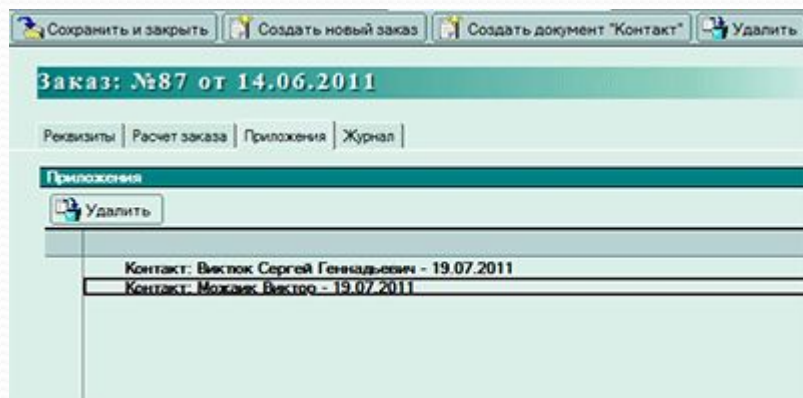 Сохранить и закрыть Создать новый заказ Создать документ "Контакт" Удалить
Заказ: №87 от 14.06.2011
Реквизиты Расчет заказа Приложения Журнал
Приложения
Удалить
Контакт: Виктюк Сергей Геннадьевич - 19.07.2011
Контакт: Можаик Виктор - 19.07.2011